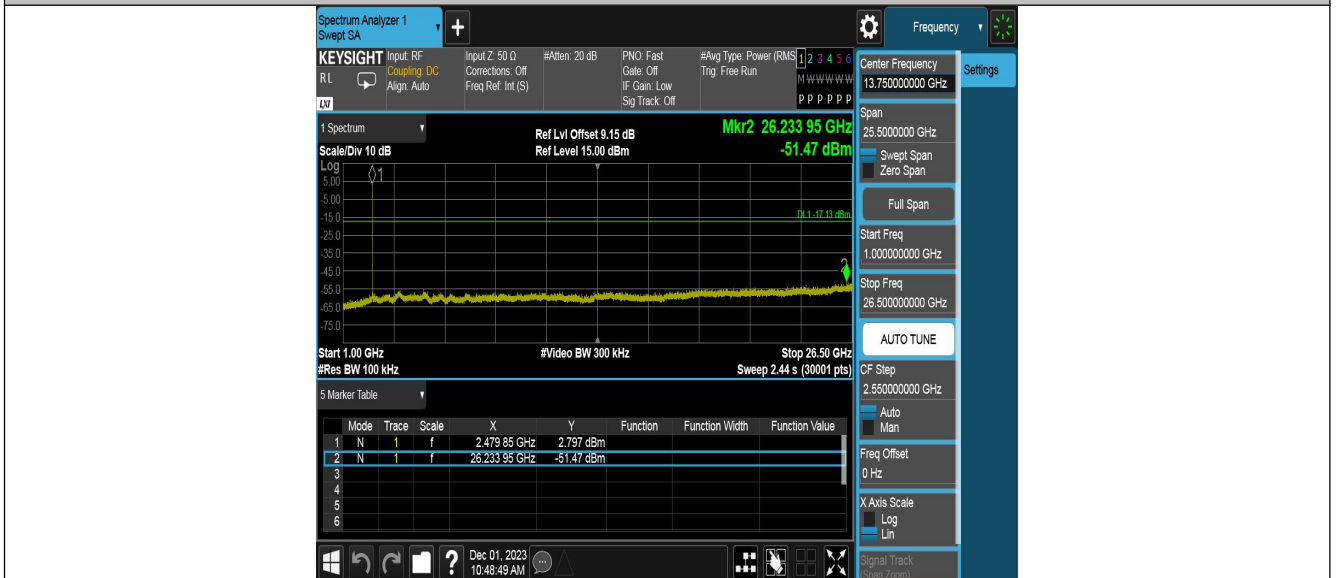 Spectrum Analyzer 1
Swept SA
+
Frequency
KEYSIGHT
RL
LXI
Input: RF
Coupling: DC
Align: Auto
Input Z: 50 Ω
Corrections: Off
Freq Ref: Int (S)
#Atten: 20 dB
PNO: Fast
Gate: Off
IF Gain: Low
Sig Track: Off
#Avg Type: Power (RMS
Trig: Free Run
1 2 3 4 5 6
M W W W W W
P P P P P P
Center Frequency
13.750000000 GHz
Settings
1 Spectrum
Scale/Div 10 dB
Ref Lvl Offset 9.15 dB
Ref Level 15.00 dBm
Mkr2 26.233 95 GHz
-51.47 dBm
Span
25.5000000 GHz
Swept Span
Zero Span
Full Span
Start Freq
1.000000000 GHz
Stop Freq
26.500000000 GHz
AUTO TUNE
CF Step
2.550000000 GHz
Auto
Man
Freq Offset
0 Hz
X Axis Scale
Log
Lin
Signal Track
(Span Zoom)
Log
5.00
-5.00
-15.0
-25.0
-35.0
-45.0
-55.0
-65.0
-75.0
1
DL1 -17.13 dBm
2
Start 1.00 GHz
#Video BW 300 kHz
Stop 26.50 GHz
#Res BW 100 kHz
Sweep 2.44 s (30001 pts)
5 Marker Table
Mode Trace Scale X Y Function Function Width Function Value
1 N 1 f 2.479 85 GHz 2.797 dBm
2 N 1 f 26.233 95 GHz -51.47 dBm
3
4
5
6
?
Dec 01, 2023
10:48:49 AM